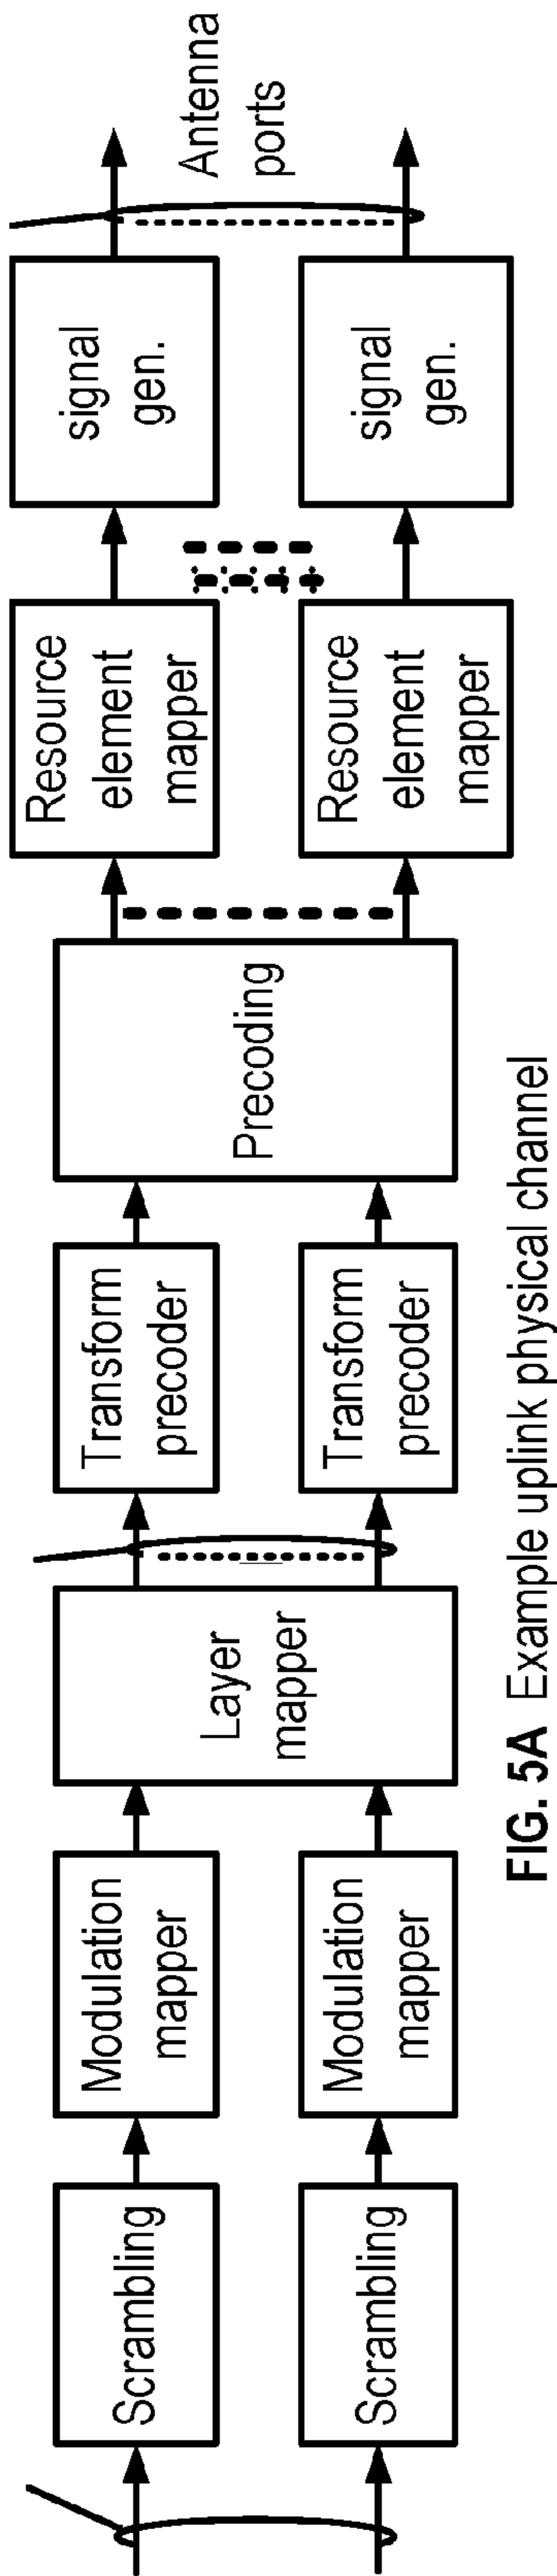 Scrambling
Scrambling
Modulation
mapper
Modulation
mapper
Layer
mapper
Transform
precoder
Transform
precoder
Precoding
Resource
element
mapper
Resource
element
mapper
signal
gen.
signal
gen.
Antenna
ports
FIG. 5A Example uplink physical channel